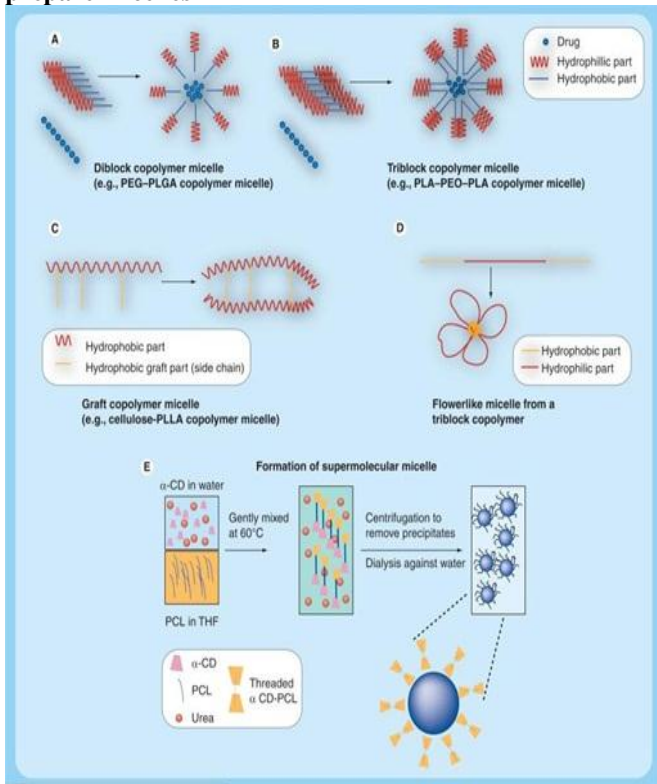 A
B
Drug
Hydrophillic part
Hydrophobic part
Diblock copolymer micelle
(e.g., PEG–PLGA copolymer micelle)
Triblock copolymer micelle
(e.g., PLA–PEO–PLA copolymer micelle)
C
D
Hydrophobic part
Hydrophobic graft part (side chain)
Hydrophobic part
Hydrophilic part
Graft copolymer micelle
(e.g., cellulose-PLLA copolymer micelle)
Flowerlike micelle from a
triblock copolymer
E
Formation of supermolecular micelle
α-CD in water
Gently mixed
at 60°C
Centrifugation to
remove precipitates
Dialysis against water
PCL in THF
α-CD
PCL
Urea
Threaded
α CD-PCL